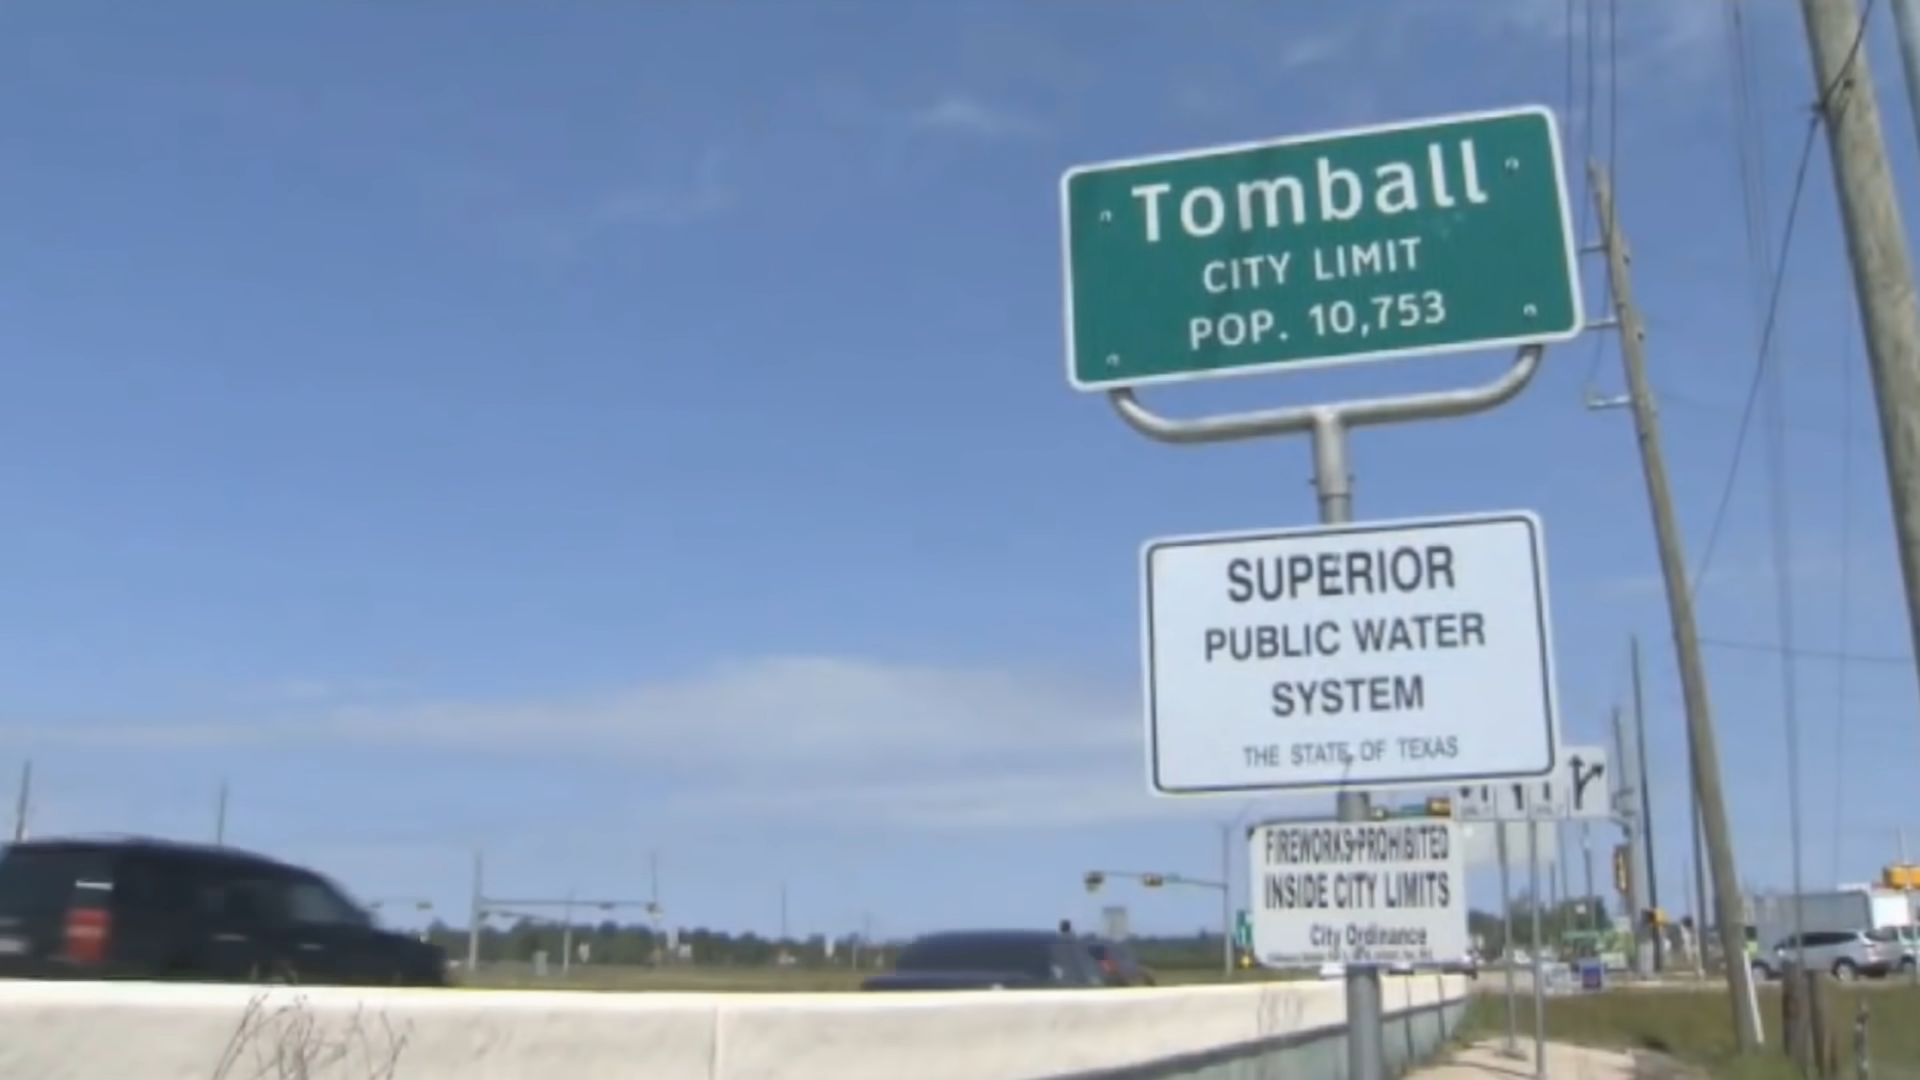 Tomball
CITY LIMIT
POP. 10,753
SUPERIOR
PUBLIC WATER
SYSTEM
THE STATE OF TEXAS
FIREWORKS PROHIBITED
INSIDE CITY LIMITS
City Ordinance